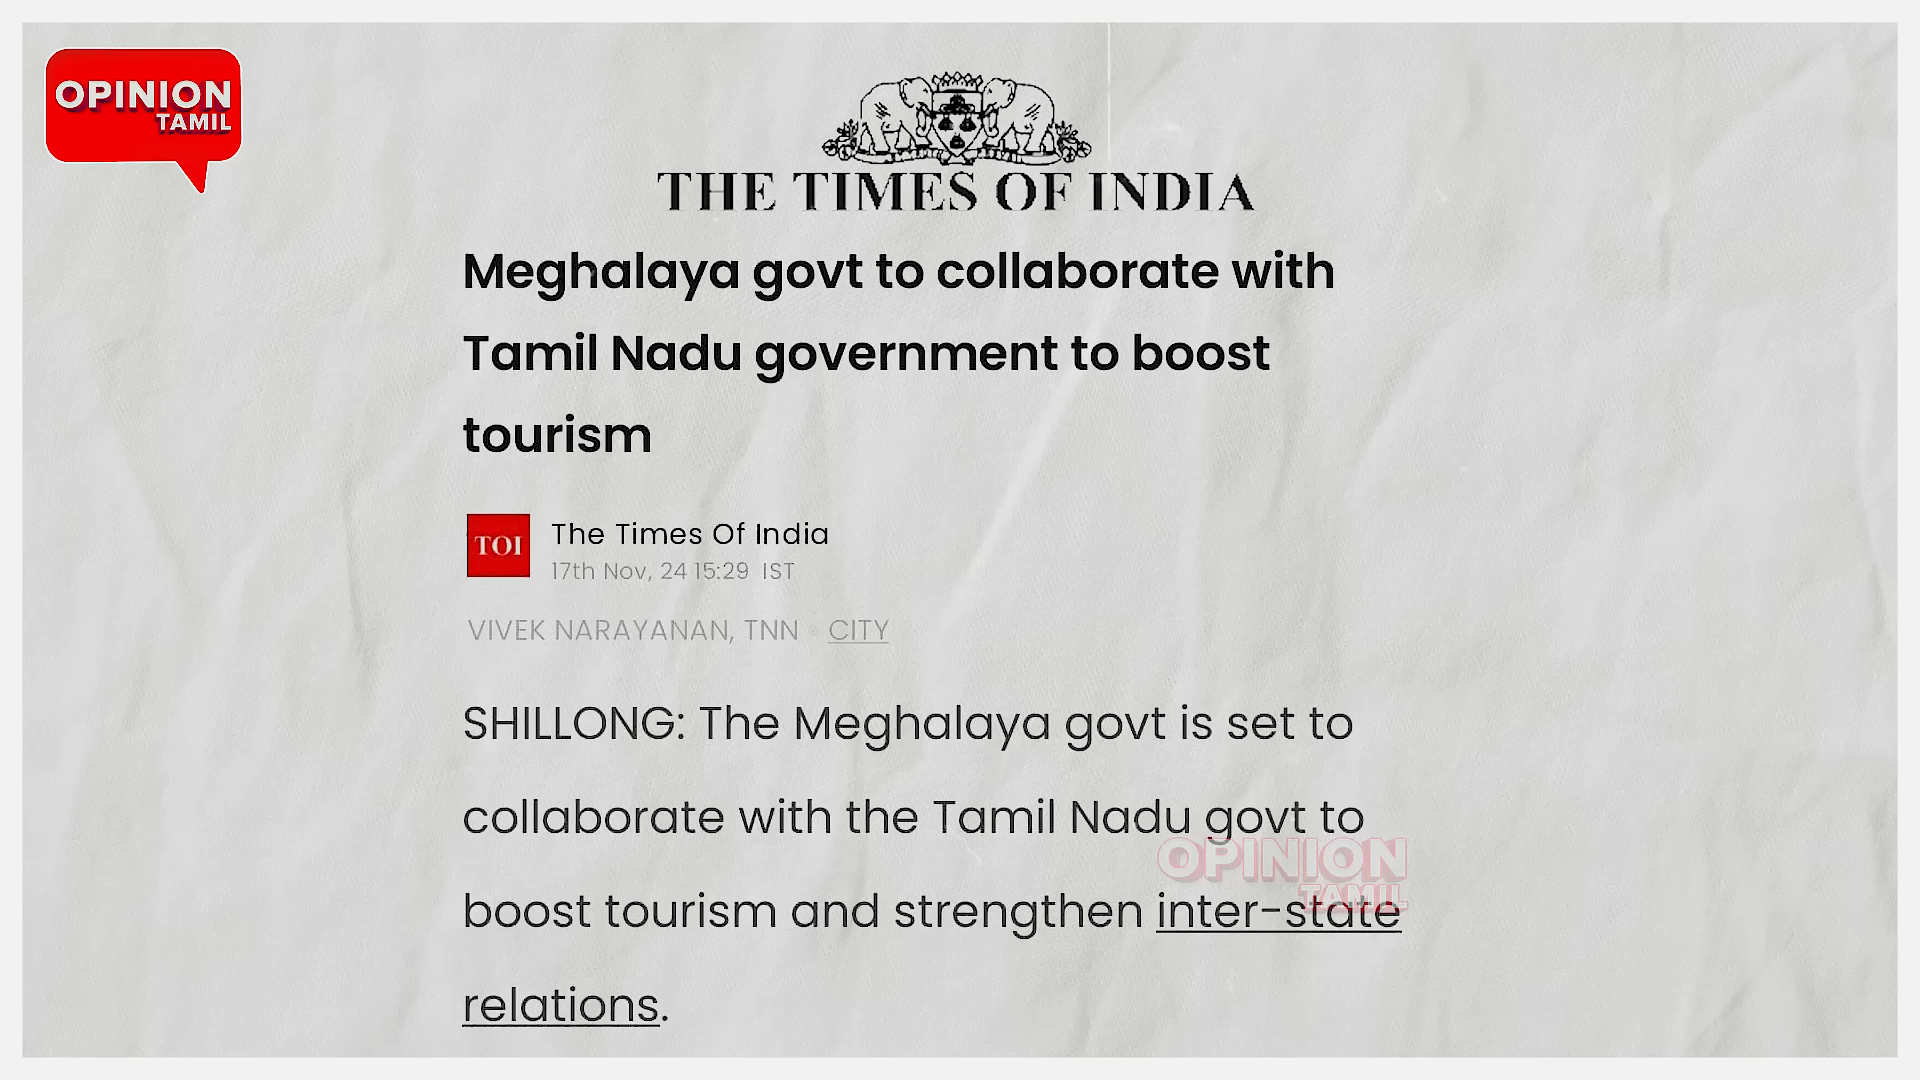 OPINION
TAMIL
THE TIMES OF INDIA
Meghalaya govt to collaborate with
Tamil Nadu government to boost
tourism
TOI
The Times Of India
17th Nov, 24 15:29 IST
VIVEK NARAYANAN, TNN • CITY
SHILLONG: The Meghalaya govt is set to
collaborate with the Tamil Nadu govt to
OPINION
TAMIL
boost tourism and strengthen inter-state
relations.